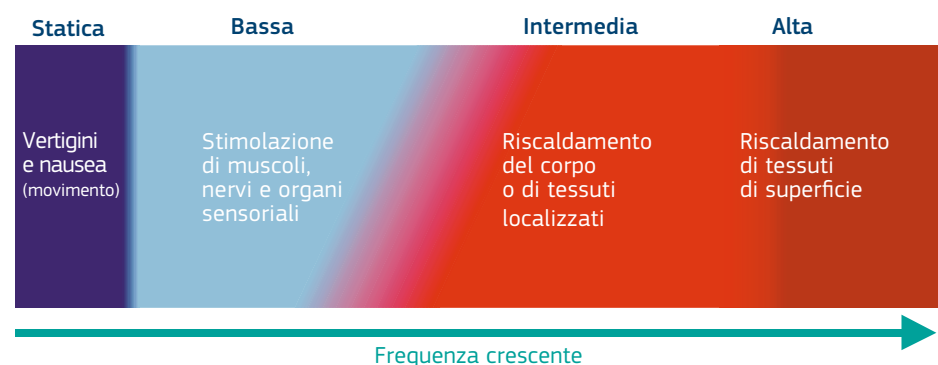 Statica
Bassa
Intermedia
Alta
Vertigini
e nausea
(movimento)
Stimolazione
di muscoli,
nervi e organi
sensoriali
Riscaldamento
del corpo
o di tessuti
localizzati
Riscaldamento
di tessuti
di superficie
Frequenza crescente